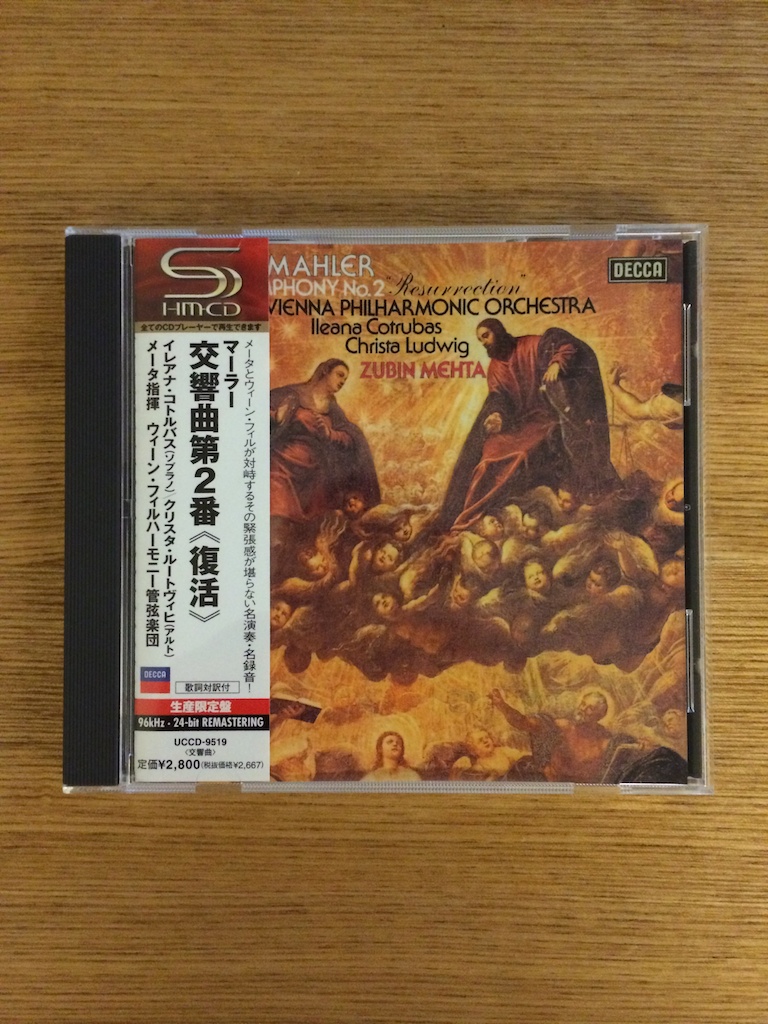 SHM-CD
全てのCDプレーヤーで再生できます
メータとウィーン・フィルが対峙するその緊張感が堪らない名演奏・名録音!
マーラー
交響曲第2番《復活》
イレアナ・コトルバス(ソプラノ) クリスタ・ルートヴィヒ(アルト)
メータ指揮 ウィーン・フィルハーモニー管弦楽団
DECCA
歌詞対訳付
生産限定盤
96kHz・24-bit REMASTERING
UCCD-9519
〈交響曲〉
定価¥2,800(税抜価格¥2,667)
MAHLER
PHONY No.2 "Resurrection"
VIENNA PHILHARMONIC ORCHESTRA
Ileana Cotrubas
Christa Ludwig
ZUBIN MEHTA
DECCA